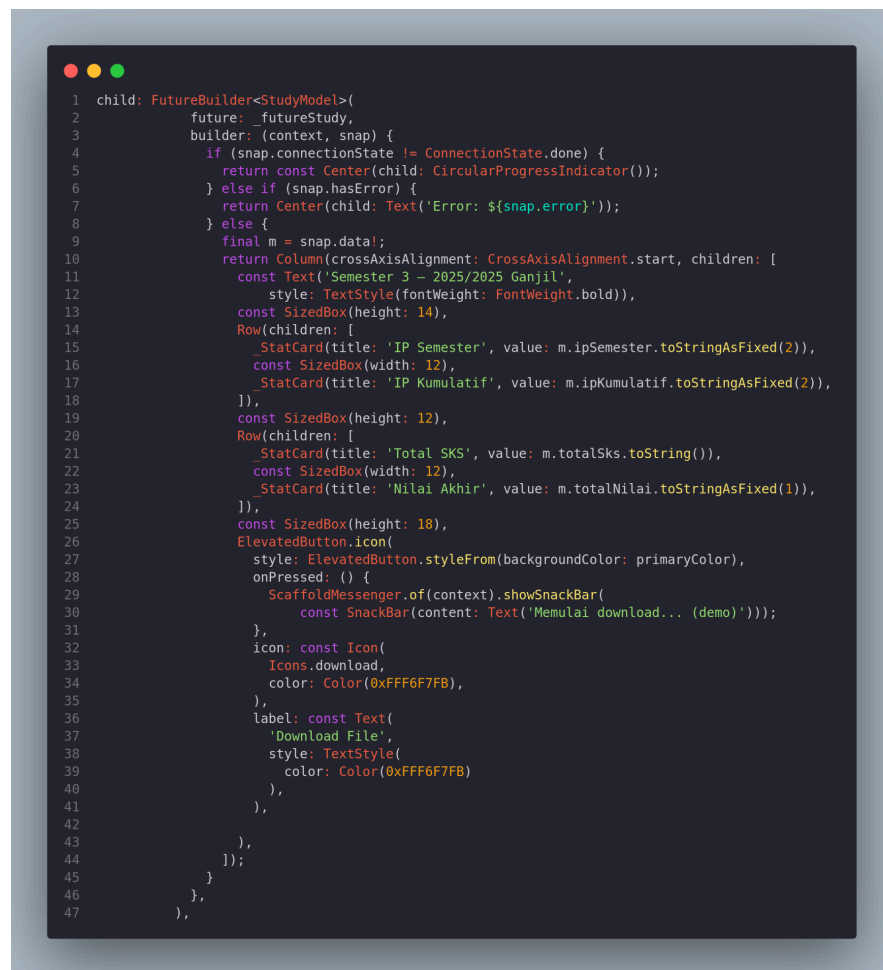 1 child: FutureBuilder<StudyModel>(
2 future: _futureStudy,
3 builder: (context, snap) {
4 if (snap.connectionState != ConnectionState.done) {
5 return const Center(child: CircularProgressIndicator());
6 } else if (snap.hasError) {
7 return Center(child: Text('Error: ${snap.error}'));
8 } else {
9 final m = snap.data!;
10 return Column(crossAxisAlignment: CrossAxisAlignment.start, children: [
11 const Text('Semester 3 – 2025/2025 Ganjil',
12 style: TextStyle(fontWeight: FontWeight.bold)),
13 const SizedBox(height: 14),
14 Row(children: [
15 _StatCard(title: 'IP Semester', value: m.ipSemester.toStringAsFixed(2)),
16 const SizedBox(width: 12),
17 _StatCard(title: 'IP Kumulatif', value: m.ipKumulatif.toStringAsFixed(2)),
18 ]),
19 const SizedBox(height: 12),
20 Row(children: [
21 _StatCard(title: 'Total SKS', value: m.totalSks.toString()),
22 const SizedBox(width: 12),
23 _StatCard(title: 'Nilai Akhir', value: m.totalNilai.toStringAsFixed(1)),
24 ]),
25 const SizedBox(height: 18),
26 ElevatedButton.icon(
27 style: ElevatedButton.styleFrom(backgroundColor: primaryColor),
28 onPressed: () {
29 ScaffoldMessenger.of(context).showSnackBar(
30 const SnackBar(content: Text('Memulai download... (demo)')));
31 },
32 icon: const Icon(
33 Icons.download,
34 color: Color(0xFFF6F7FB),
35 ),
36 label: const Text(
37 'Download File',
38 style: TextStyle(
39 color: Color(0xFFF6F7FB)
40 ),
41 ),
42
43 ),
44 ]);
45 }
46 },
47 ),